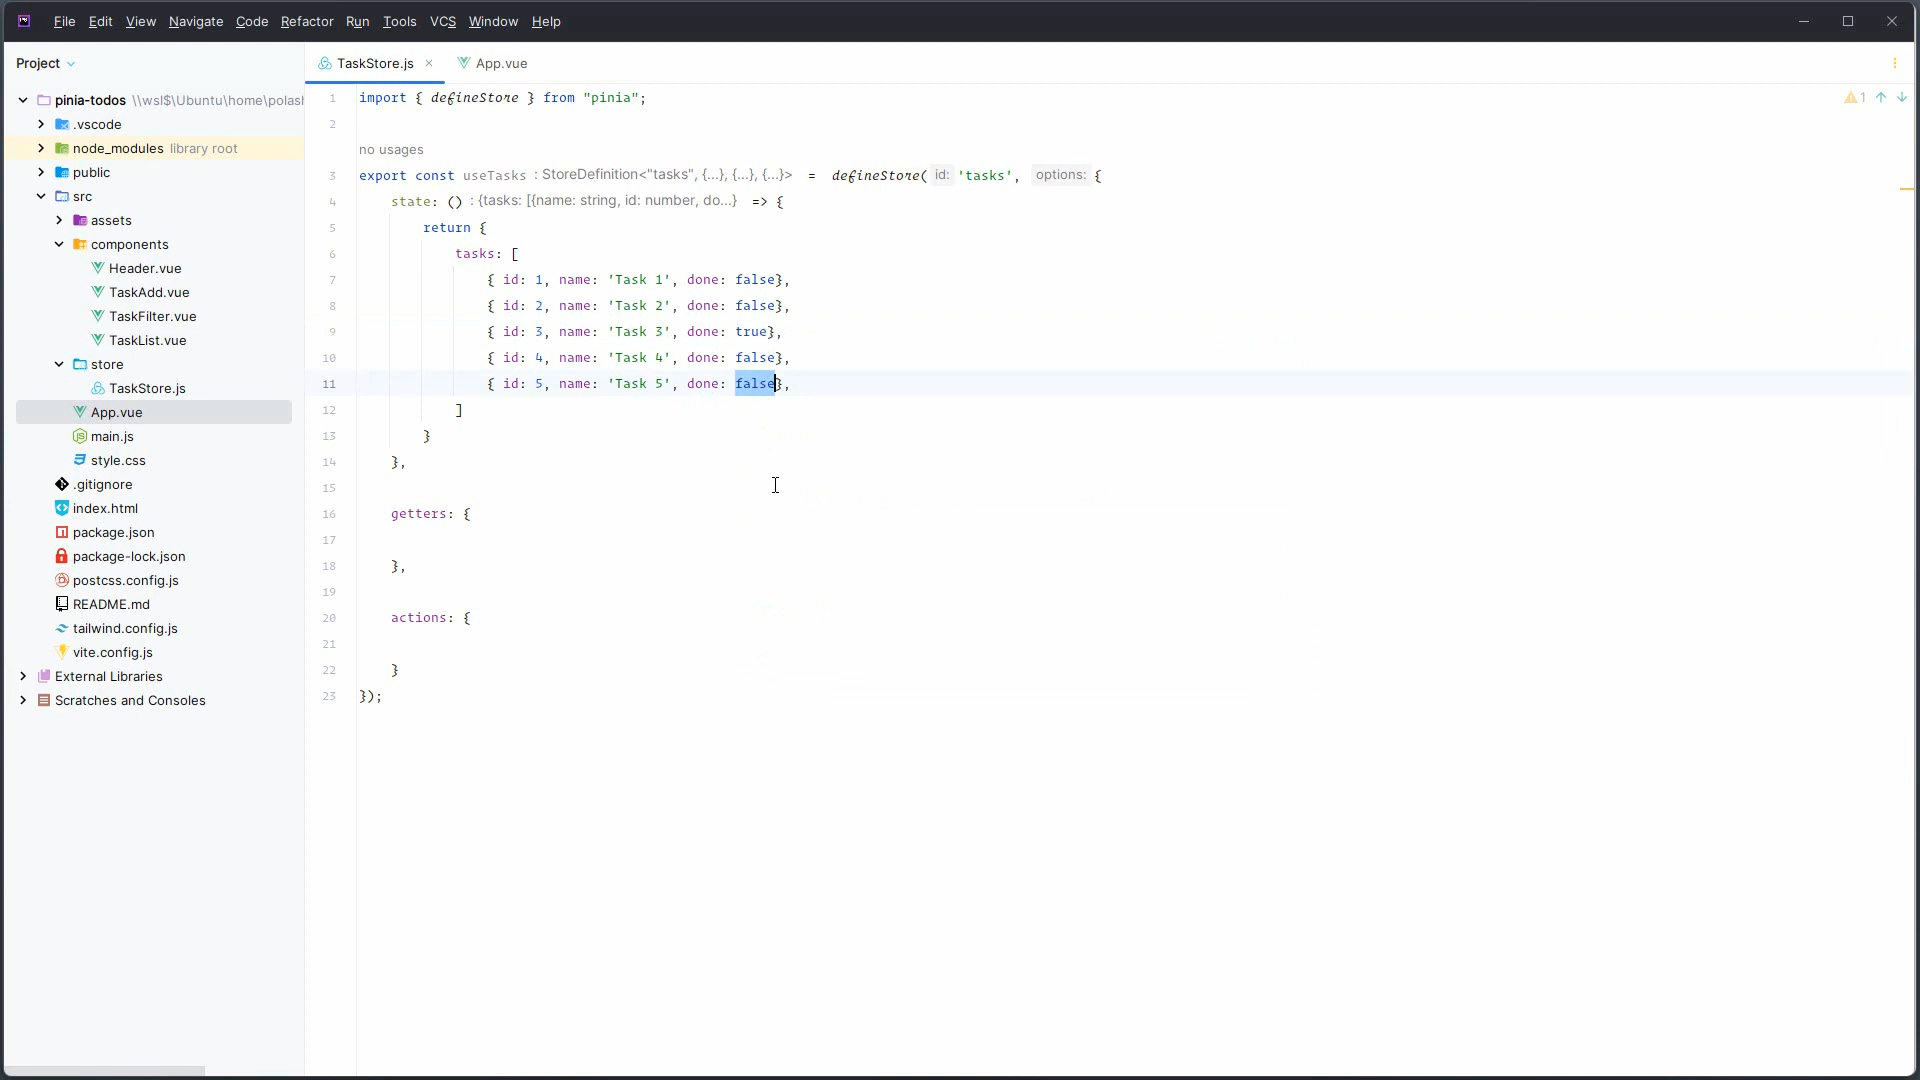 File Edit View Navigate Code Refactor Run Tools VCS Window Help
Project
TaskStore.js
App.vue
pinia-todos \\wsl$\Ubuntu\home\polash
.vscode
node_modules library root
public
src
assets
components
Header.vue
TaskAdd.vue
TaskFilter.vue
TaskList.vue
store
TaskStore.js
App.vue
main.js
style.css
.gitignore
index.html
package.json
package-lock.json
postcss.config.js
README.md
tailwind.config.js
vite.config.js
External Libraries
Scratches and Consoles
1 import { defineStore } from "pinia";
2
no usages
3 export const useTasks : StoreDefinition<"tasks", {...}, {...}, {...}> = defineStore( id: 'tasks', options: {
4 state: () : {tasks: [{name: string, id: number, do...} => {
5 return {
6 tasks: [
7 { id: 1, name: 'Task 1', done: false},
8 { id: 2, name: 'Task 2', done: false},
9 { id: 3, name: 'Task 3', done: true},
10 { id: 4, name: 'Task 4', done: false},
11 { id: 5, name: 'Task 5', done: false},
12 ]
13 }
14 },
15
16 getters: {
17
18 },
19
20 actions: {
21
22 }
23 });
1